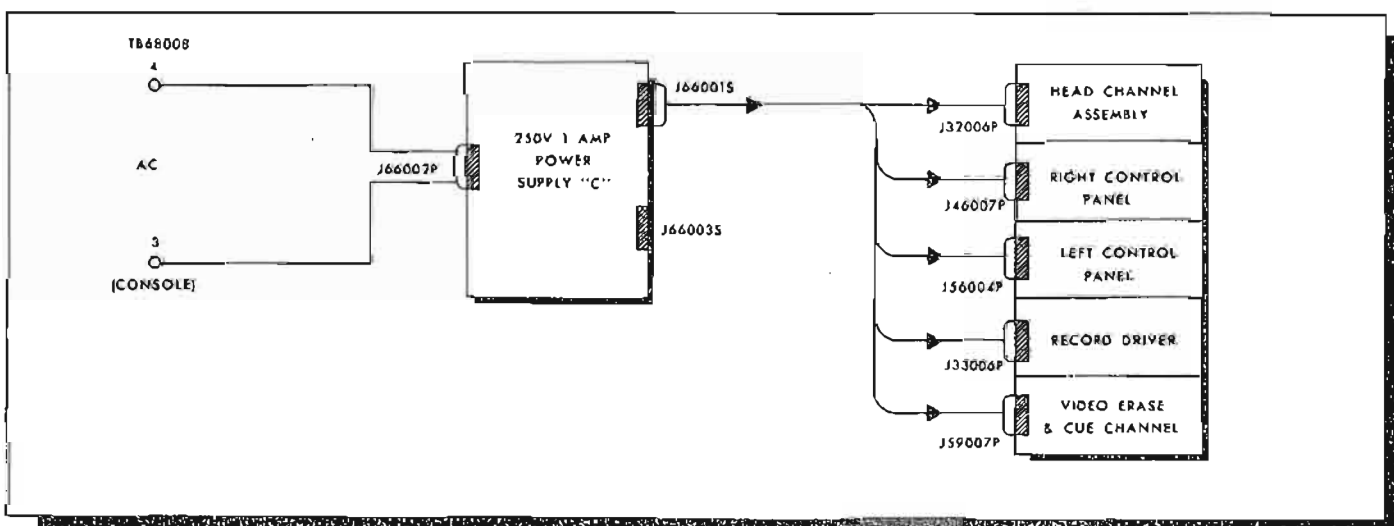 TB68008
4
AC
3
(CONSOLE)
J66002P
250V 1 AMP
POWER
SUPPLY "C"
J66001S
J66003S
J32006P
HEAD CHANNEL
ASSEMBLY
J46007P
RIGHT CONTROL
PANEL
J56004P
LEFT CONTROL
PANEL
J33006P
RECORD DRIVER
J59007P
VIDEO ERASE
& CUE CHANNEL